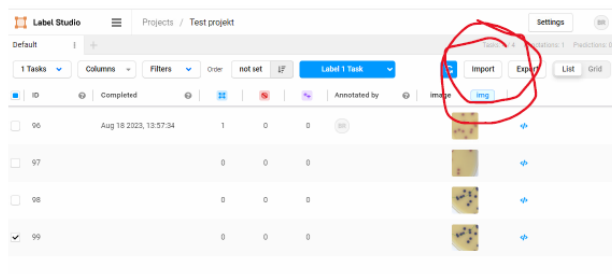 Label Studio Projects / Test projekt Settings BR
Default
1 Tasks Columns Filters Order not set Label 1 Task Import List Grid
ID Completed Annotated by image img
96 Aug 18 2023, 13:57:34 1 0 0 BR
97 0 0 0
98 0 0 0
99 0 0 0